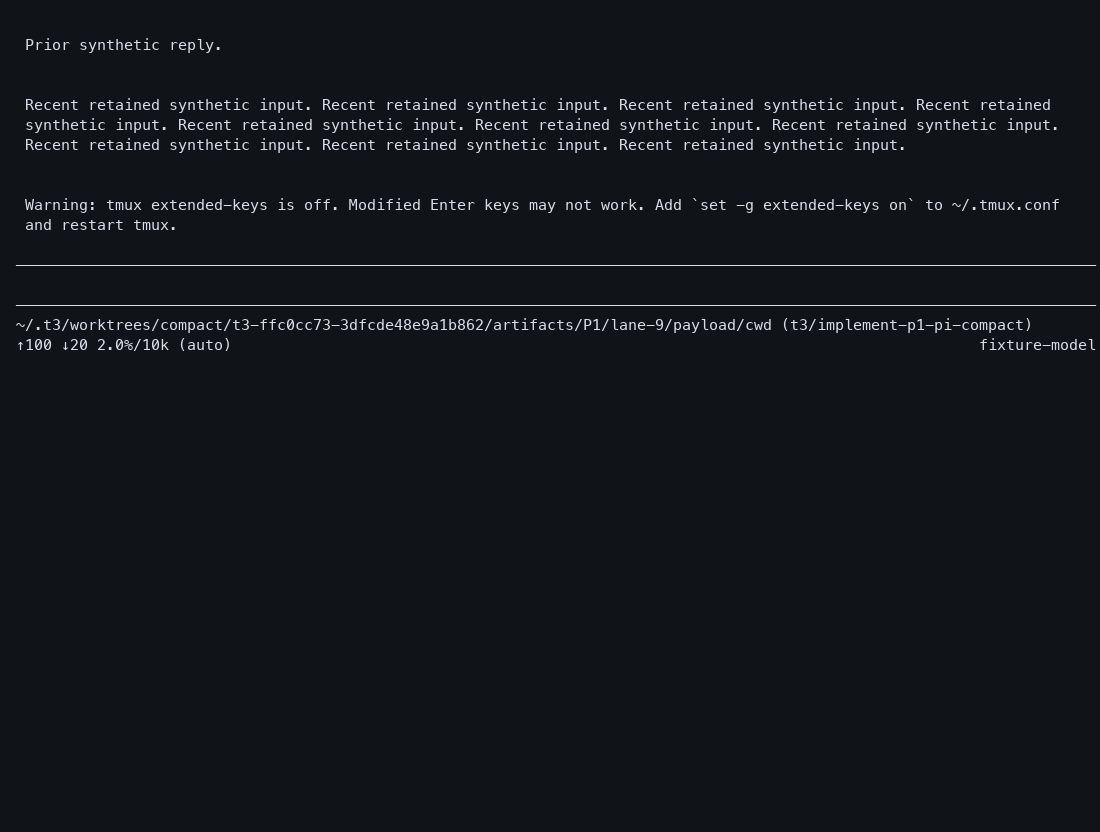 Prior synthetic reply.
Recent retained synthetic input. Recent retained synthetic input. Recent retained synthetic input. Recent retained
synthetic input. Recent retained synthetic input. Recent retained synthetic input. Recent retained synthetic input.
Recent retained synthetic input. Recent retained synthetic input. Recent retained synthetic input.
Warning: tmux extended-keys is off. Modified Enter keys may not work. Add `set -g extended-keys on` to ~/.tmux.conf
and restart tmux.
~/.t3/worktrees/compact/t3-ffc0cc73-3dfcde48e9a1b862/artifacts/P1/lane-9/payload/cwd (t3/implement-p1-pi-compact)
↑100 ↓20 2.0%/10k (auto) fixture-model